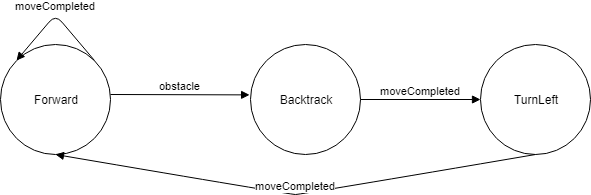 moveCompleted
obstacle
moveCompleted
Forward
Backtrack
TurnLeft
moveCompleted